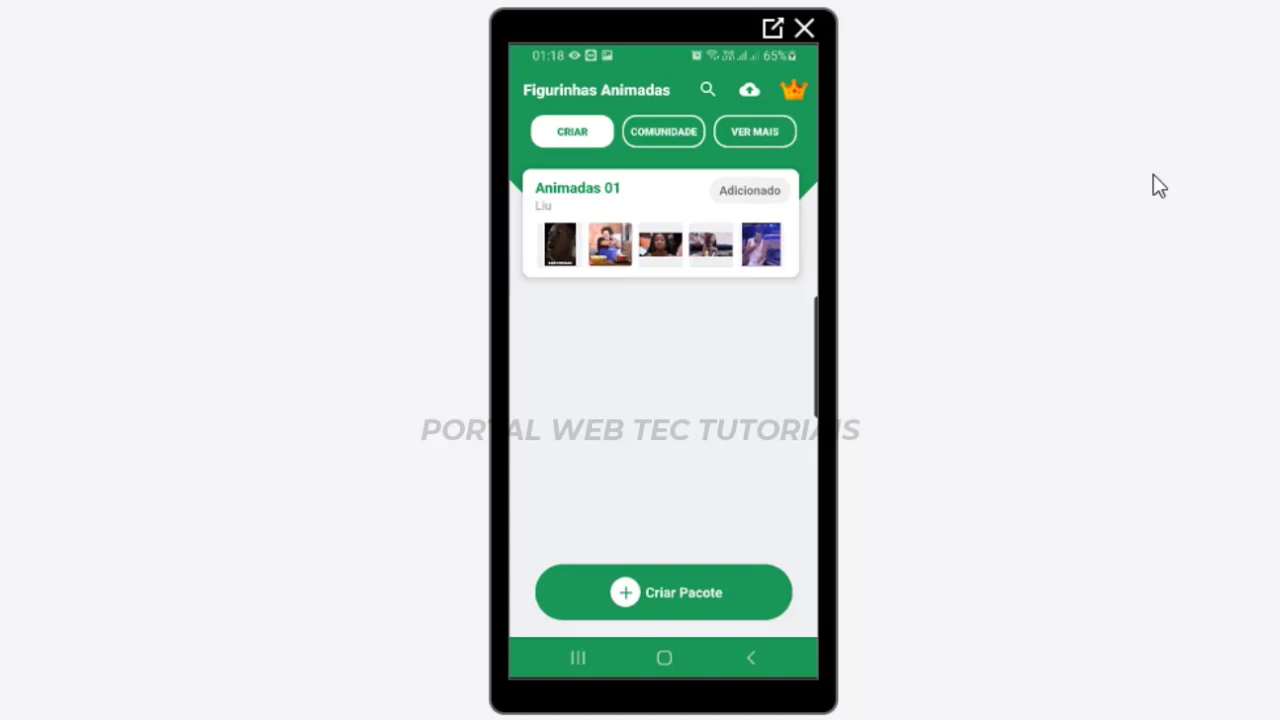 01:18 65%
Figurinhas Animadas
CRIAR COMUNIDADE VER MAIS
Animadas 01 Adicionado
Liu
PORTAL WEB TEC TUTORIAIS
Criar Pacote